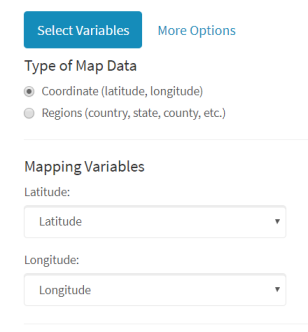 Select Variables More Options
Type of Map Data
Coordinate (latitude, longitude)
Regions (country, state, county, etc.)
Mapping Variables
Latitude:
Latitude
Longitude:
Longitude